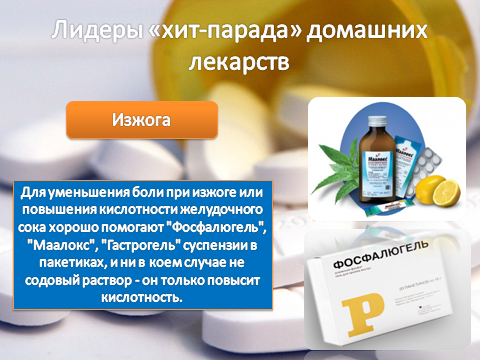 Лидеры «хит-парада» домашних
лекарств
Изжога
Для уменьшения боли при изжоге или
повышения кислотности желудочного
сока хорошо помогают "Фосфалюгель",
"Маалокс", "Гастрогель" суспензии в
пакетиках, и ни в коем случае не
содовый раствор - он только повысит
кислотность.
Маалокс
ФОСФАЛЮГЕЛЬ
P